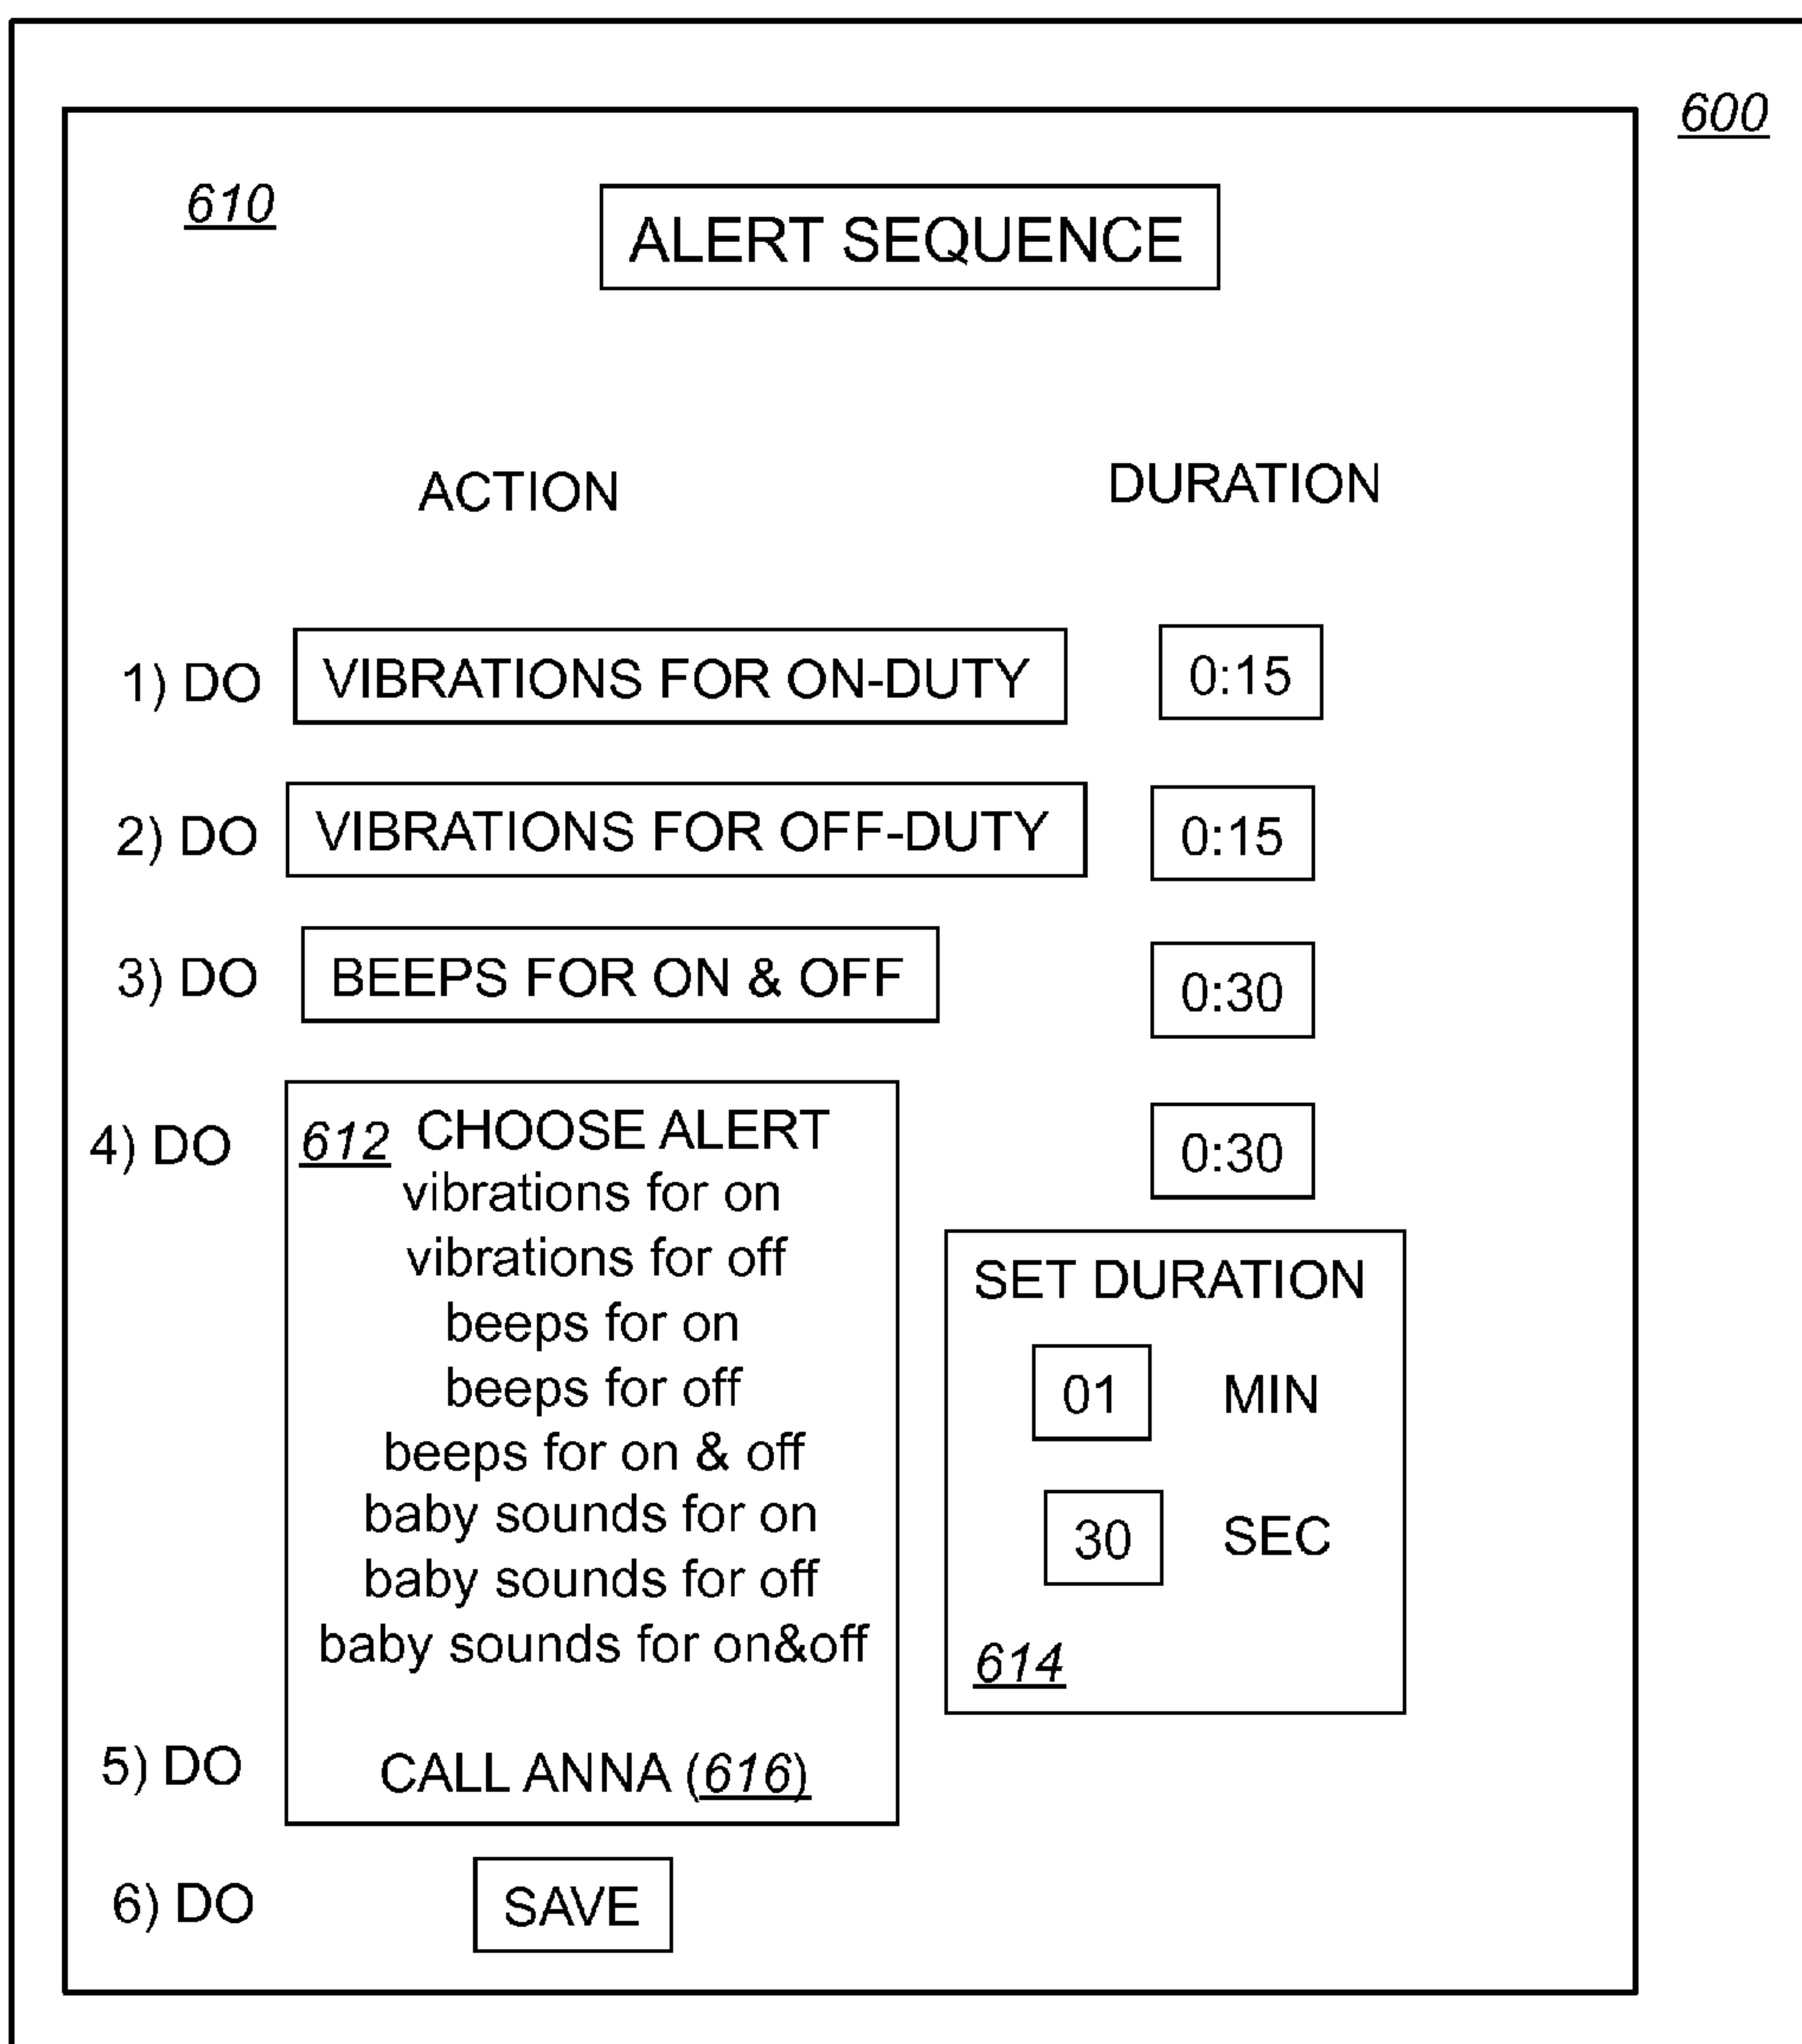 600
610
ALERT SEQUENCE
ACTION DURATION
1) DO VIBRATIONS FOR ON-DUTY 0:15
2) DO VIBRATIONS FOR OFF-DUTY 0:15
3) DO BEEPS FOR ON & OFF 0:30
4) DO 612 CHOOSE ALERT 0:30
vibrations for on
vibrations for off
beeps for on
beeps for off
beeps for on & off
baby sounds for on
baby sounds for off
baby sounds for on&off
SET DURATION
01 MIN
30 SEC
614
5) DO CALL ANNA (616)
6) DO SAVE